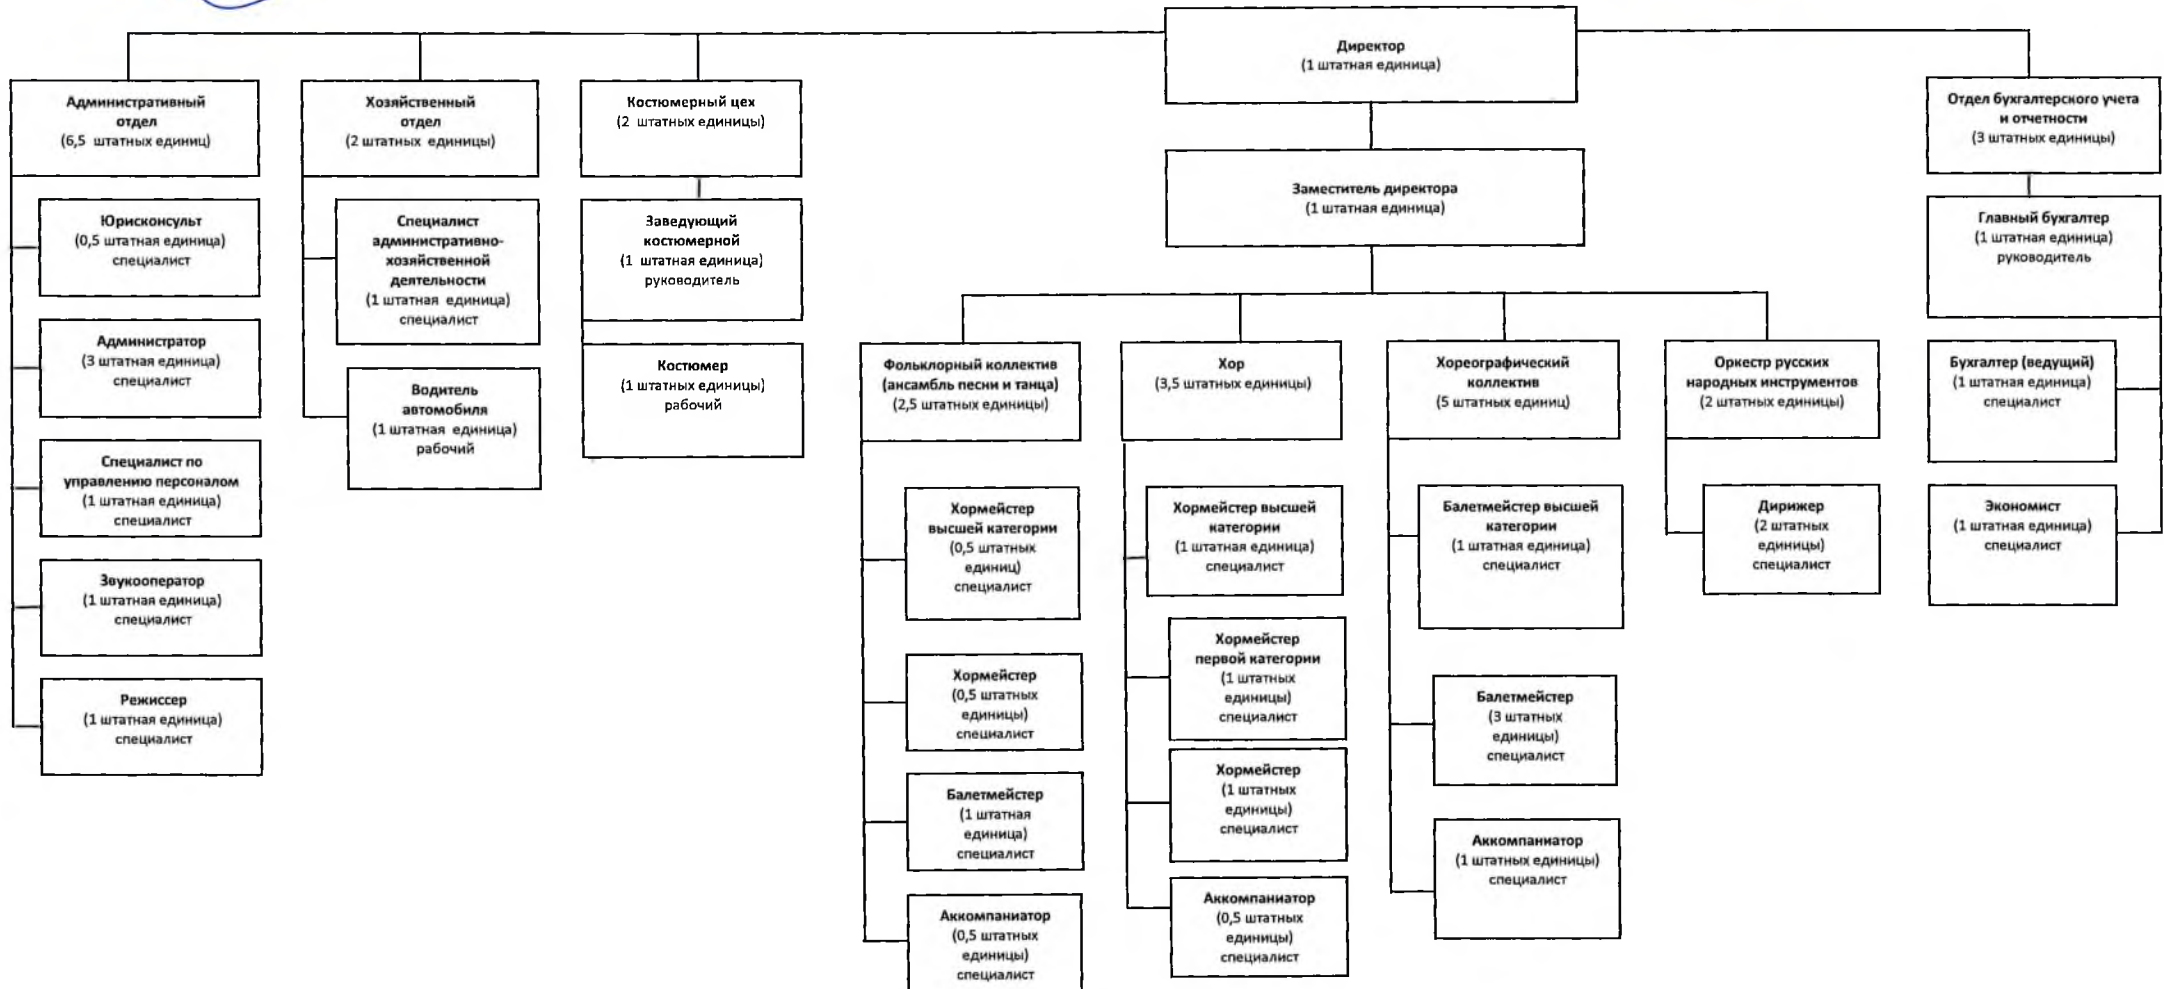 Директор
(1 штатная единица)
Административный
отдел
(6,5 штатных единиц)
Хозяйственный
отдел
(2 штатных единицы)
Костюмерный цех
(2 штатных единицы)
Отдел бухгалтерского учета
и отчетности
(3 штатных единицы)
Заместитель директора
(1 штатная единица)
Юрисконсульт
(0,5 штатная единица)
специалист
Администратор
(3 штатная единица)
специалист
Специалист по
управлению персоналом
(1 штатная единица)
специалист
Звукооператор
(1 штатная единица)
специалист
Режиссер
(1 штатная единица)
специалист
Специалист
административно-
хозяйственной
деятельности
(1 штатная единица)
специалист
Водитель
автомобиля
(1 штатная единица)
рабочий
Заведующий
костюмерной
(1 штатная единица)
руководитель
Костюмер
(1 штатных единицы)
рабочий
Фольклорный коллектив
(ансамбль песни и танца)
(2,5 штатных единицы)
Хормейстер
высшей категории
(0,5 штатных
единиц)
специалист
Хормейстер
(0,5 штатных
единицы)
специалист
Балетмейстер
(1 штатная
единица)
специалист
Аккомпаниатор
(0,5 штатных
единицы)
специалист
Хор
(3,5 штатных единицы)
Хормейстер высшей
категории
(1 штатная единица)
специалист
Хормейстер
первой категории
(1 штатных
единицы)
специалист
Хормейстер
(1 штатных
единицы)
специалист
Аккомпаниатор
(0,5 штатных
единицы)
специалист
Хореографический
коллектив
(5 штатных единиц)
Балетмейстер высшей
категории
(1 штатная единица)
специалист
Балетмейстер
(3 штатных
единицы)
специалист
Аккомпаниатор
(1 штатных единицы)
специалист
Оркестр русских
народных инструментов
(2 штатных единицы)
Дирижер
(2 штатных
единицы)
специалист
Главный бухгалтер
(1 штатная единица)
руководитель
Бухгалтер (ведущий)
(1 штатная единица)
специалист
Экономист
(1 штатная единица)
специалист